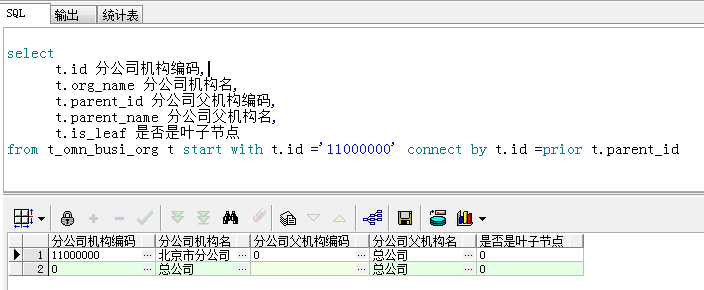 SQL 输出 统计表
select
t.id 分公司机构编码,
t.org_name 分公司机构名,
t.parent_id 分公司父机构编码,
t.parent_name 分公司父机构名,
t.is_leaf 是否是叶子节点
from t_omn_busi_org t start with t.id ='11000000' connect by t.id =prior t.parent_id
分公司机构编码 分公司机构名 分公司父机构编码 分公司父机构名 是否是叶子节点
1 11000000 ... 北京市分公司 ... 0 ... 总公司 ... 0
2 0 ... 总公司 ... ... 总公司 ... 0